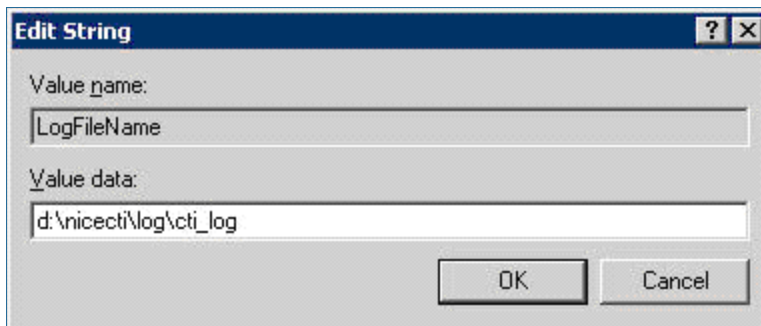 Edit String
Value name:
LogFileName
Value data:
d:\nicecti\log\cti_log
OK Cancel